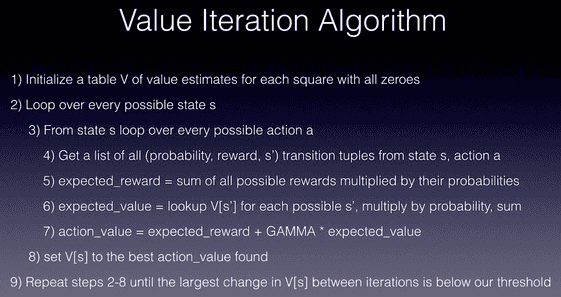 Value Iteration Algorithm
1) Initialize a table V of value estimates for each square with all zeroes
2) Loop over every possible state s
3) From state s loop over every possible action a
4) Get a list of all (probability, reward, s') transition tuples from state s, action a
5) expected_reward = sum of all possible rewards multiplied by their probabilities
6) expected_value = lookup V[s'] for each possible s', multiply by probability, sum
7) action_value = expected_reward + GAMMA * expected_value
8) set V[s] to the best action_value found
9) Repeat steps 2-8 until the largest change in V[s] between iterations is below our threshold